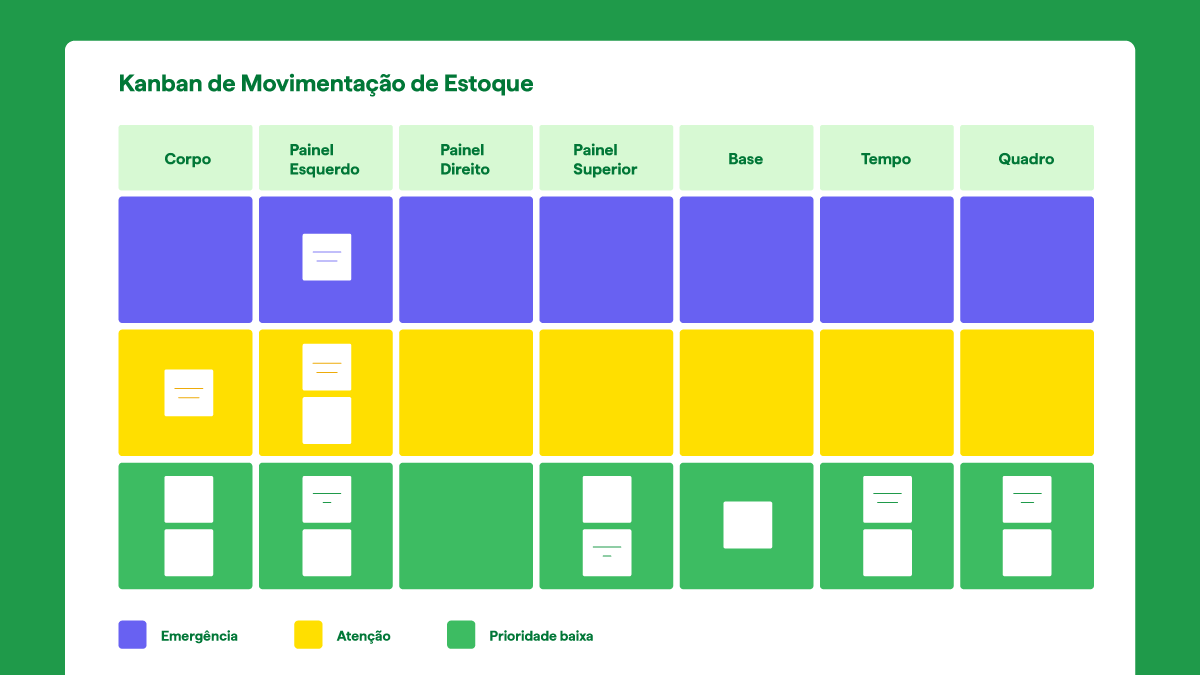 Kanban de Movimentação de Estoque
Corpo
Painel
Esquerdo
Painel
Direito
Painel
Superior
Base
Tempo
Quadro
Emergência
Atenção
Prioridade baixa